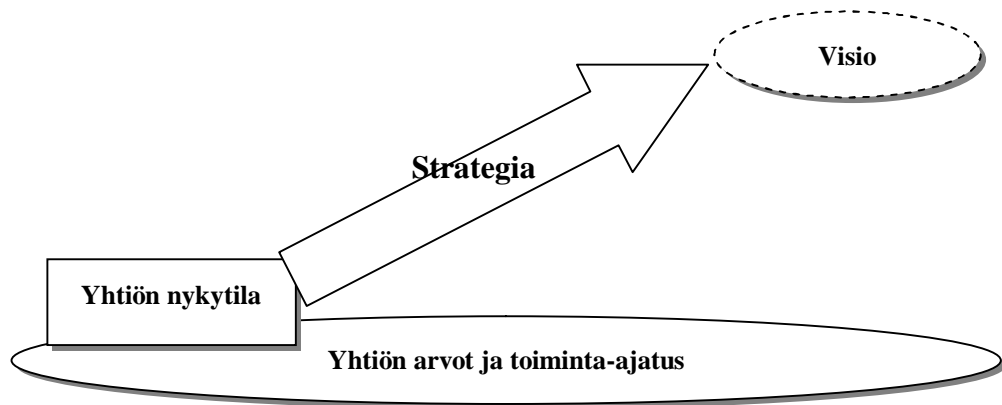 Visio
Strategia
Yhtiön nykytila
Yhtiön arvot ja toiminta-ajatus